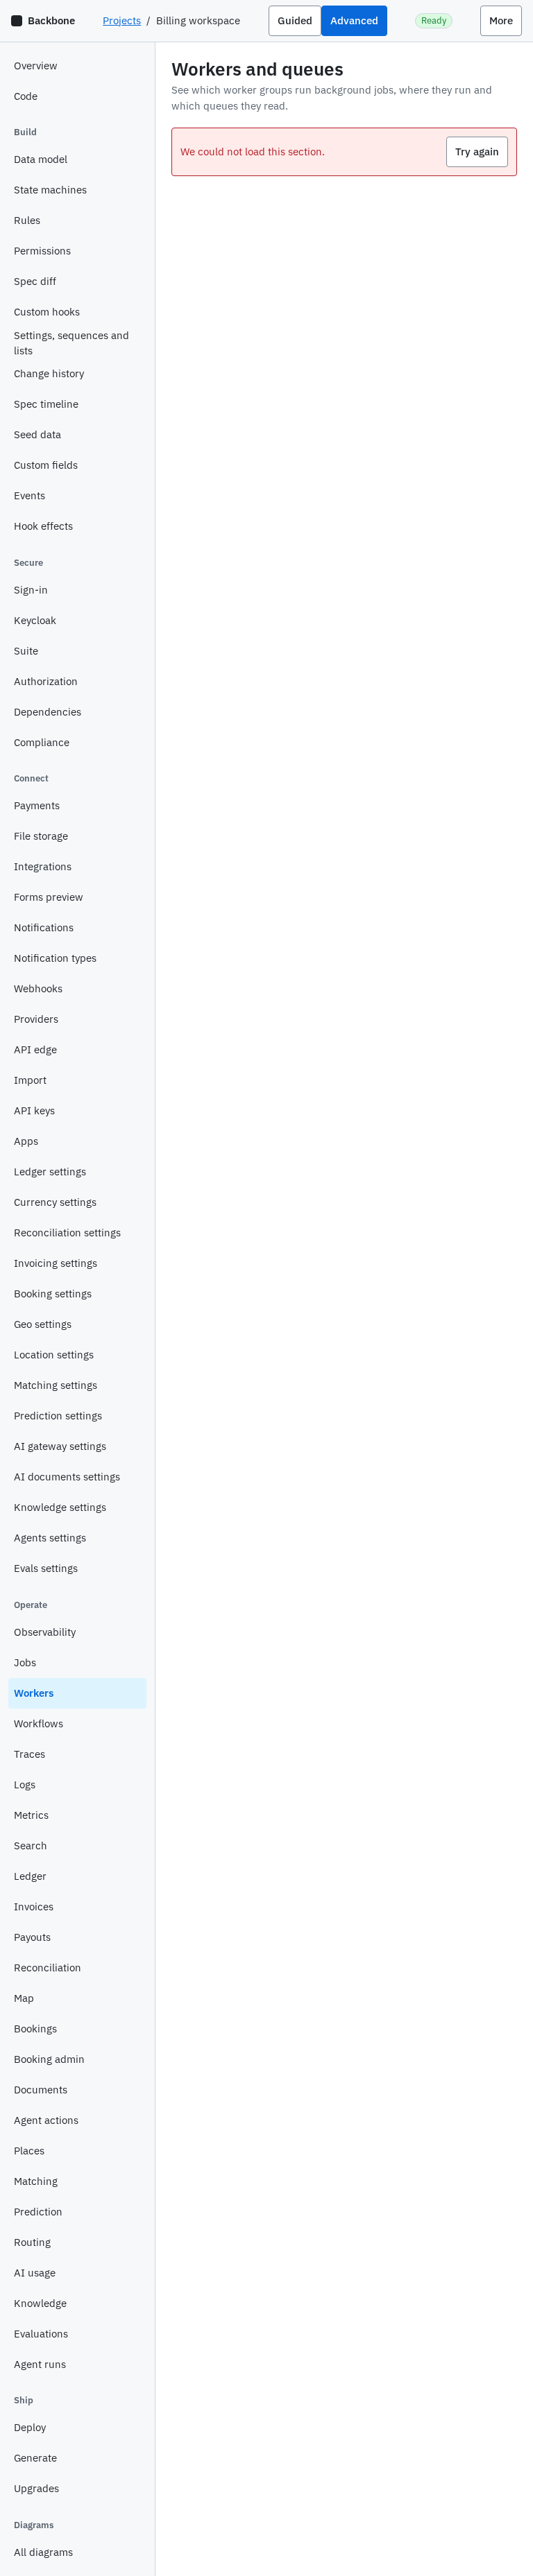 Backbone
Projects / Billing workspace
Guided
Advanced
Ready
More
Overview
Code
Build
Data model
State machines
Rules
Permissions
Spec diff
Custom hooks
Settings, sequences and
lists
Change history
Spec timeline
Seed data
Custom fields
Events
Hook effects
Secure
Sign-in
Keycloak
Suite
Authorization
Dependencies
Compliance
Connect
Payments
File storage
Integrations
Forms preview
Notifications
Notification types
Webhooks
Providers
API edge
Import
API keys
Apps
Ledger settings
Currency settings
Reconciliation settings
Invoicing settings
Booking settings
Geo settings
Location settings
Matching settings
Prediction settings
AI gateway settings
AI documents settings
Knowledge settings
Agents settings
Evals settings
Operate
Observability
Jobs
Workers
Workflows
Traces
Logs
Metrics
Search
Ledger
Invoices
Payouts
Reconciliation
Map
Bookings
Booking admin
Documents
Agent actions
Places
Matching
Prediction
Routing
AI usage
Knowledge
Evaluations
Agent runs
Ship
Deploy
Generate
Upgrades
Diagrams
All diagrams
Workers and queues
See which worker groups run background jobs, where they run and
which queues they read.
We could not load this section.
Try again